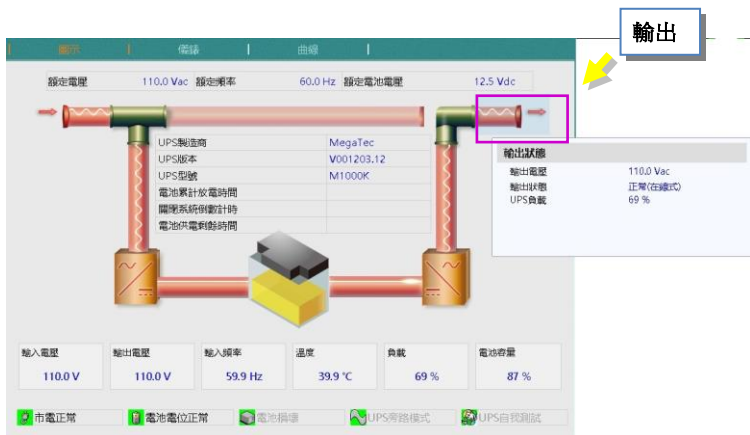 輸出
圖示 儀錶 曲線
額定電壓 110.0 Vac 額定頻率 60.0 Hz 額定電池電壓 12.5 Vdc
UPS製造商 MegaTec
UPS版本 V001203.12
UPS型號 M1000K
電池累計放電時間
關閉系統倒數計時
電池供電剩餘時間
輸出狀態
輸出電壓 110.0 Vac
輸出狀態 正常(在線式)
UPS負載 69 %
輸入電壓 輸出電壓 輸入頻率 溫度 負載 電池容量
110.0 V 110.0 V 59.9 Hz 39.9 ℃ 69 % 87 %
市電正常 電池電位正常 電池損壞 UPS旁路模式 UPS自我測試